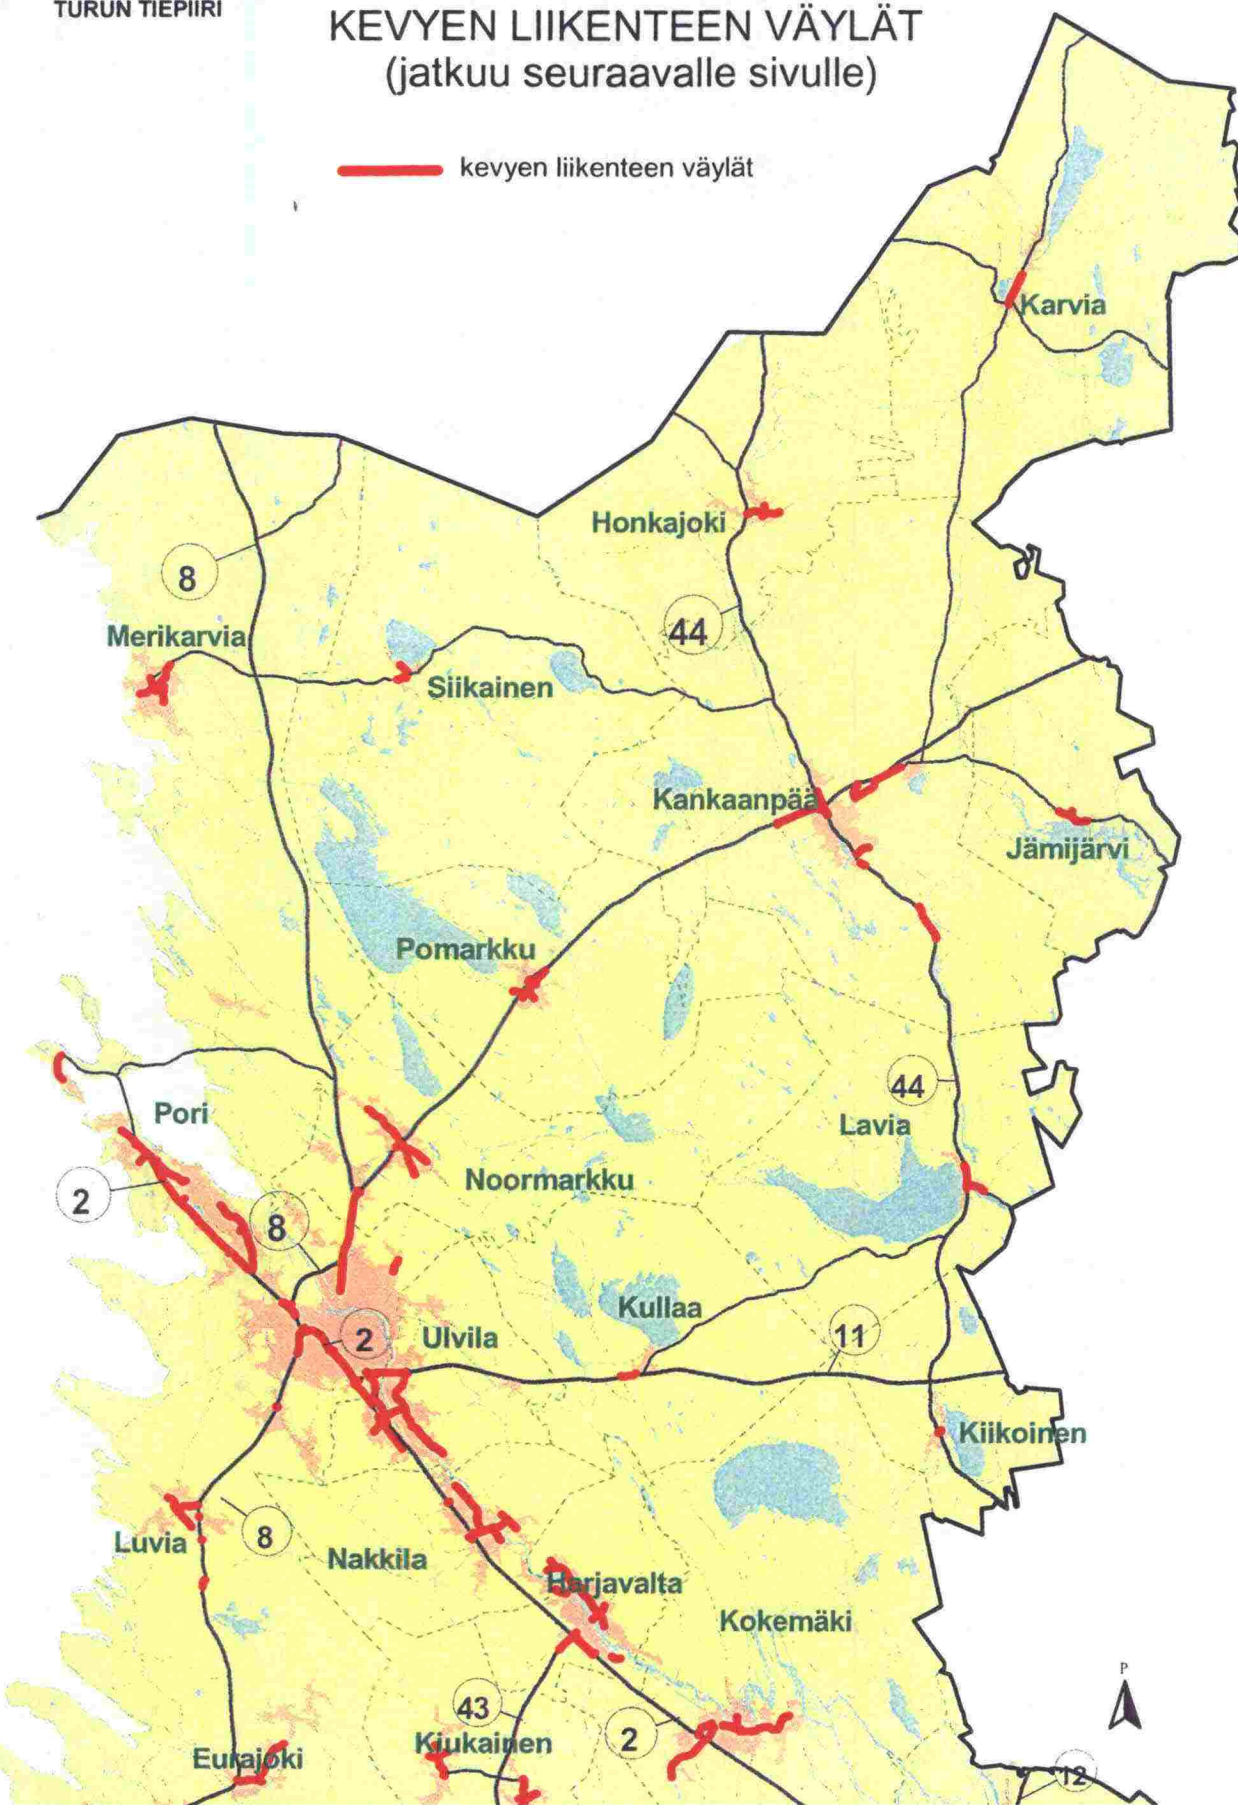 TURUN TIEPIIRI
KEVYEN LIIKENTEEN VÄYLÄT
(jatkuu seuraavalle sivulle)
kevyen liikenteen väylät
Karvia
Honkajoki
8
44
Merikarvia
Siikainen
Kankaanpää
Jämijärvi
Pomarkku
44
Lavia
Pori
Noormarkku
2
8
Kullaa
2
Ulvila
11
Kiikoinen
8
Luvia
Nakkila
Harjavalta
Kokemäki
P
43
2
Kiukainen
Eurajoki
12